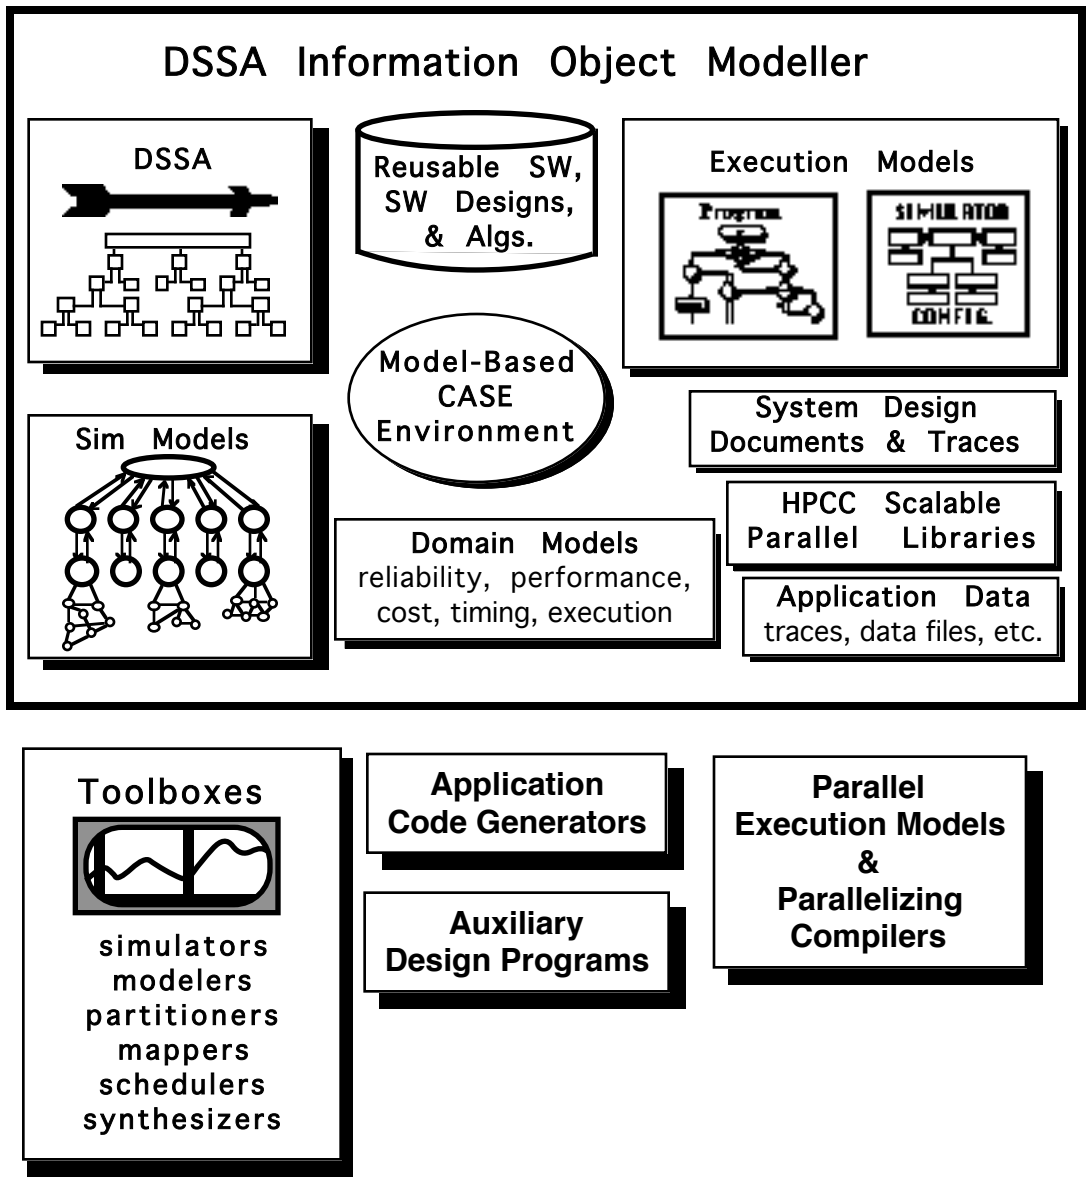 DSSA Information Object Modeller
DSSA
Reusable SW,
SW Designs,
& Algs.
Execution Models
Program
SIMULATOR
CONFIG.
Model-Based
CASE
Environment
System Design
Documents & Traces
Sim Models
HPCC Scalable
Parallel Libraries
Domain Models
reliability, performance,
cost, timing, execution
Application Data
traces, data files, etc.
Toolboxes
simulators
modelers
partitioners
mappers
schedulers
synthesizers
Application
Code Generators
Auxiliary
Design Programs
Parallel
Execution Models
&
Parallelizing
Compilers